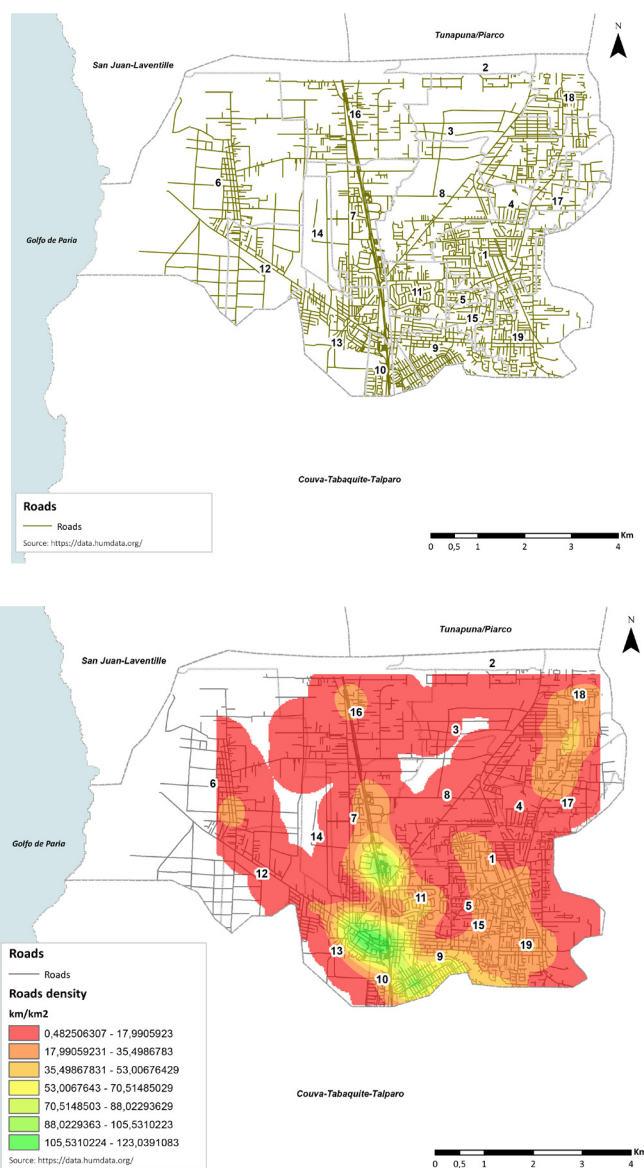 Tunapuna/Piarco
N
San Juan-Laventille
2
18
16
3
6
8
4
17
7
14
1
12
11
5
15
13
9
19
10
Golfo de Paria
Couva-Tabaquite-Talparo
Roads
Roads
Source: https://data.humdata.org/
Km
0 0,5 1 2 3 4
Tunapuna/Piarco
N
San Juan-Laventille
2
18
16
3
6
8
4
17
7
14
1
12
11
5
15
13
9
19
10
Golfo de Paria
Roads
Roads
Roads density
km/km2
0,482506307 - 17,9905923
17,99059231 - 35,4986783
35,49867831 - 53,00676429
53,0067643 - 70,51485029
70,5148503 - 88,02293629
88,0229363 - 105,5310223
105,5310224 - 123,0391083
Source: https://data.humdata.org/
Couva-Tabaquite-Talparo
Km
0 0,5 1 2 3 4